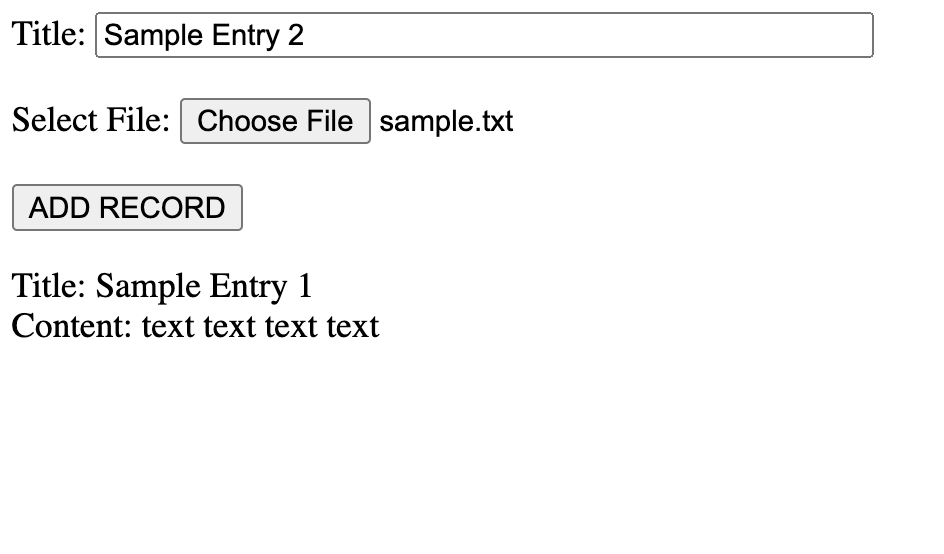 Title: Sample Entry 2
Select File: Choose File sample.txt
ADD RECORD
Title: Sample Entry 1
Content: text text text text